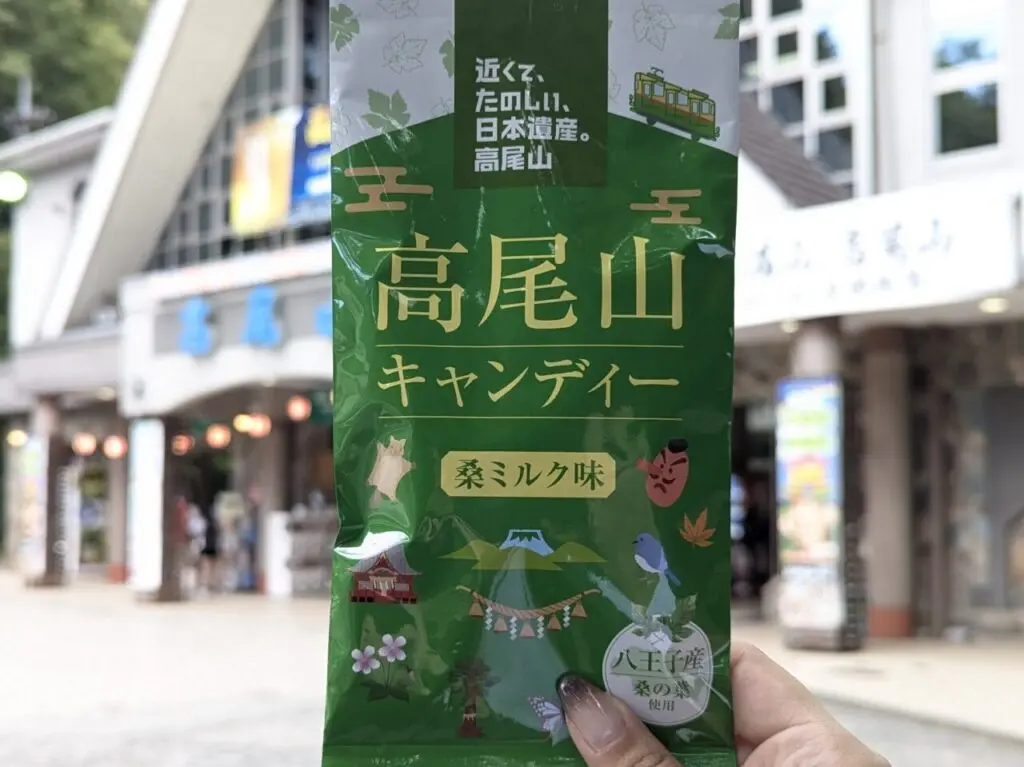 近くて、
たのしい、
日本遺産。
高尾山
高尾山
キャンディー
桑ミルク味
八王子産
桑の葉
使用